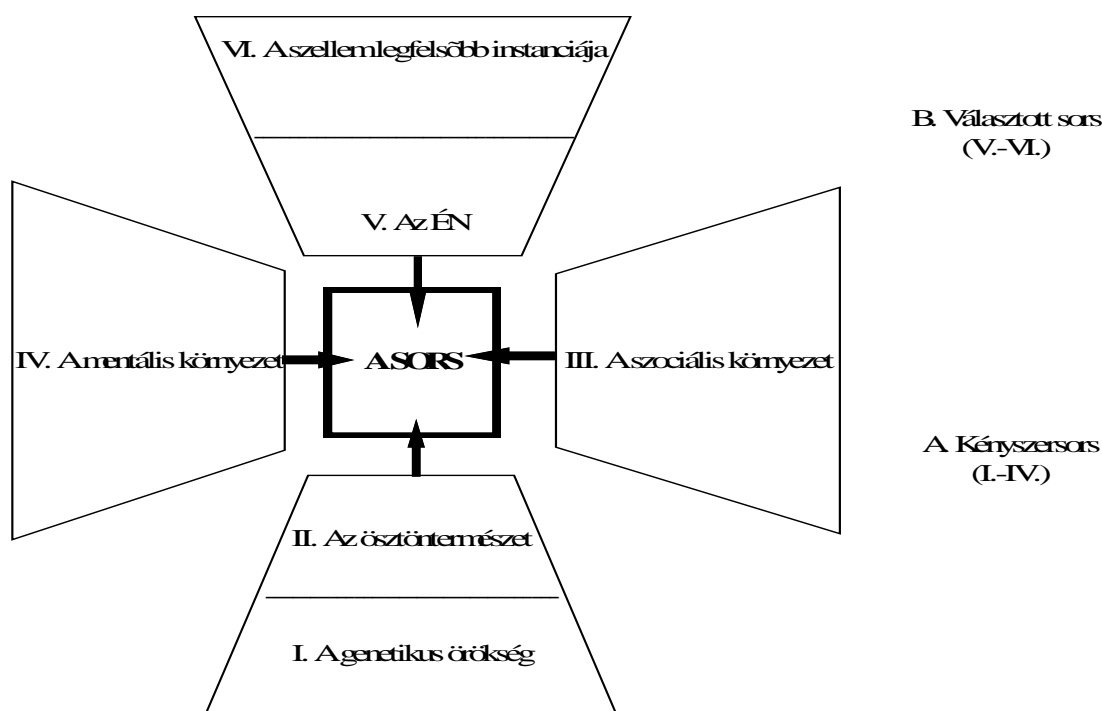 VI. A szellem legfelsõbb instanciája
B. Választott sors
(V.-VI.)
V. Az ÉN
IV. A mentális környezet
A SORS
III. A szociális környezet
A. Kényszersors
(I.-IV.)
II. Az ösztöntermészet
I. A genetikus örökség